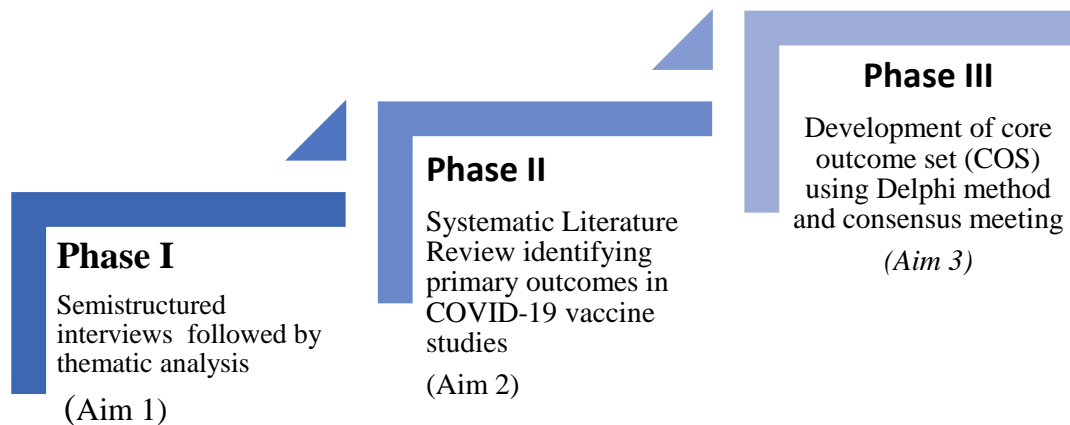 Phase I
Semistructured
interviews followed by
thematic analysis
(Aim 1)
Phase II
Systematic Literature
Review identifying
primary outcomes in
COVID-19 vaccine
studies
(Aim 2)
Phase III
Development of core
outcome set (COS)
using Delphi method
and consensus meeting
(Aim 3)